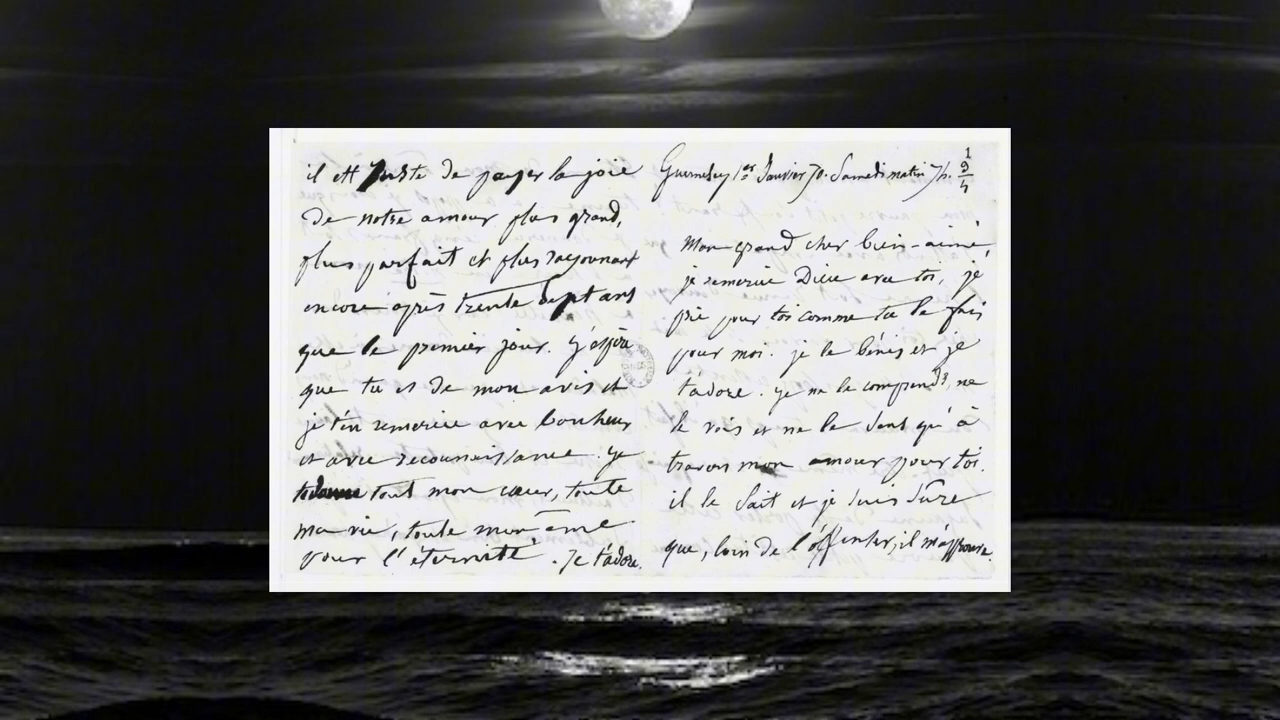 il est juste de payer la joie
de notre amour plus grand,
plus parfait et plus rayonnant
encore après trente sept ans
que le premier jour. J'espère
que tu es de mon avis et
je t'en remercie avec bonheur
et avec reconnaissance. Je
te donne tout mon cœur, toute
ma vie, toute mon âme
pour l'éternité. Je t'adore.
Guernesey 1er Janvier 70. Samedi matin 7h. 1/2
Mon grand cher bien-aimé
je remercie Dieu avec toi, je
prie pour toi comme tu le fais
pour moi. je le bénis et je
t'adore. Je ne le comprends, ne
le vois et ne le sens qu'à
travers mon amour pour toi.
il le sait et je suis sûre
que, loin de l'offenser, il m'approuve.